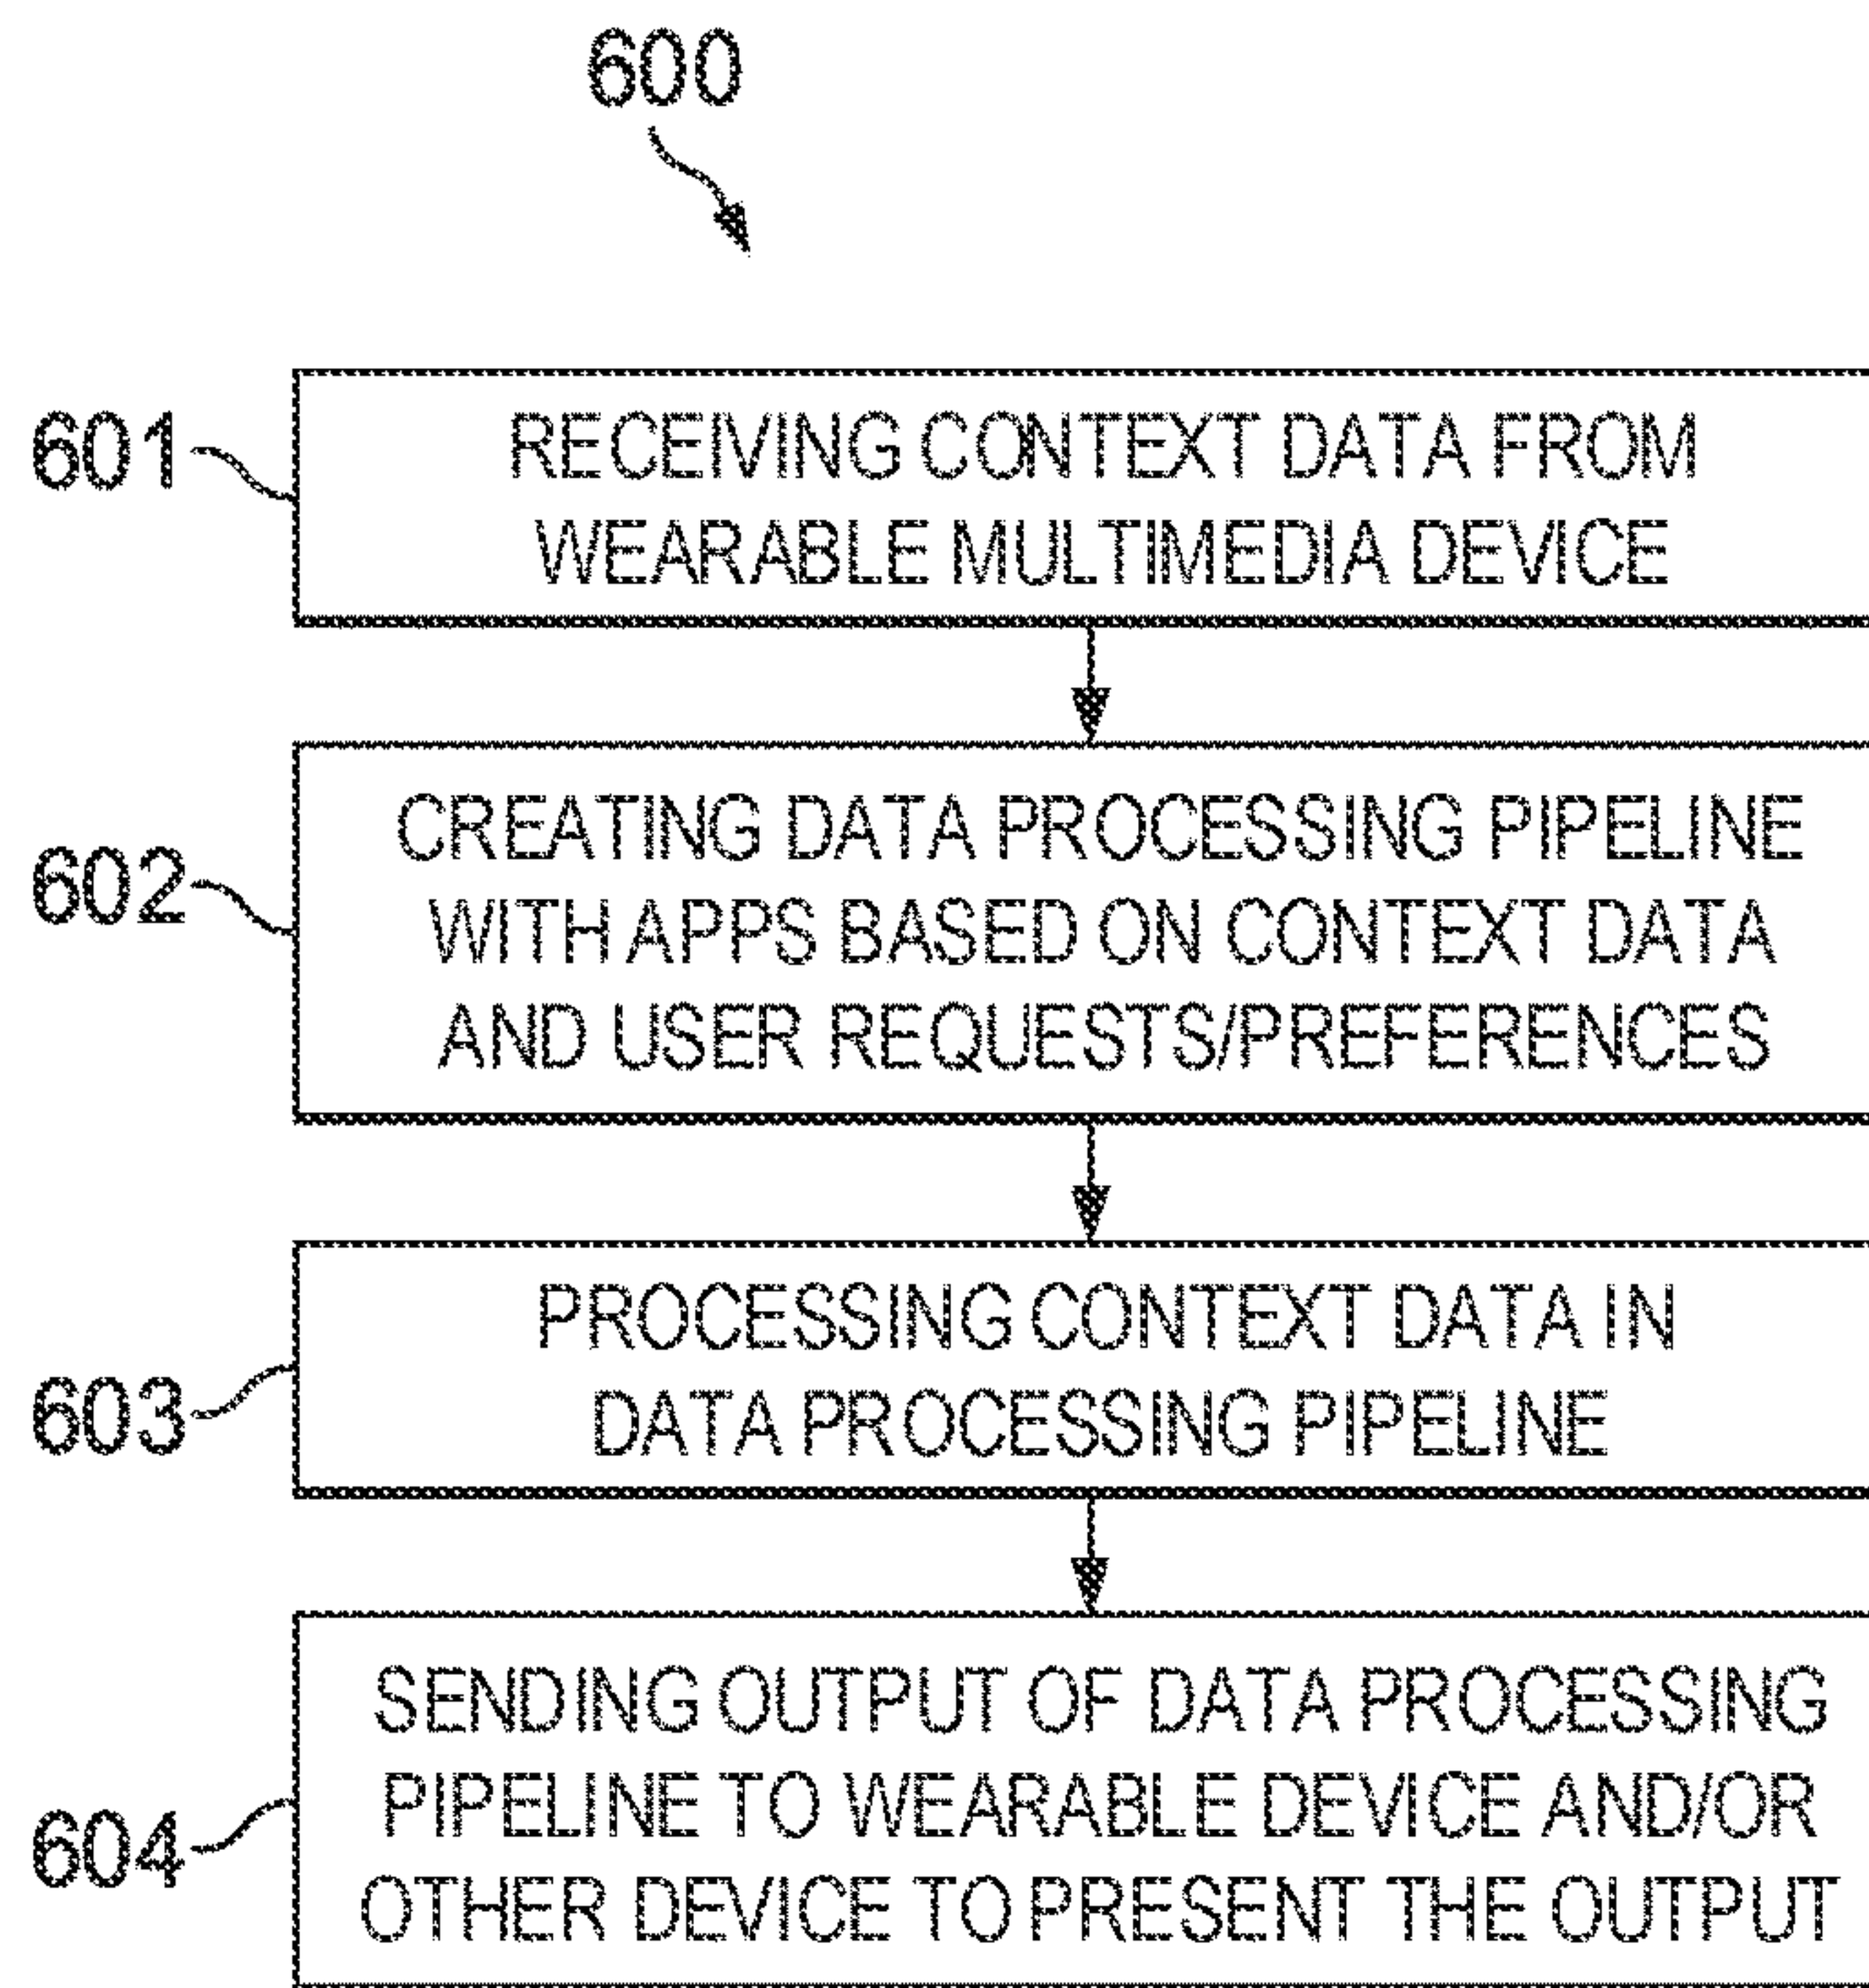 600
601
RECEIVING CONTEXT DATA FROM
WEARABLE MULTIMEDIA DEVICE
602
CREATING DATA PROCESSING PIPELINE
WITH APPS BASED ON CONTEXT DATA
AND USER REQUESTS/PREFERENCES
603
PROCESSING CONTEXT DATA IN
DATA PROCESSING PIPELINE
604
SENDING OUTPUT OF DATA PROCESSING
PIPELINE TO WEARABLE DEVICE AND/OR
OTHER DEVICE TO PRESENT THE OUTPUT